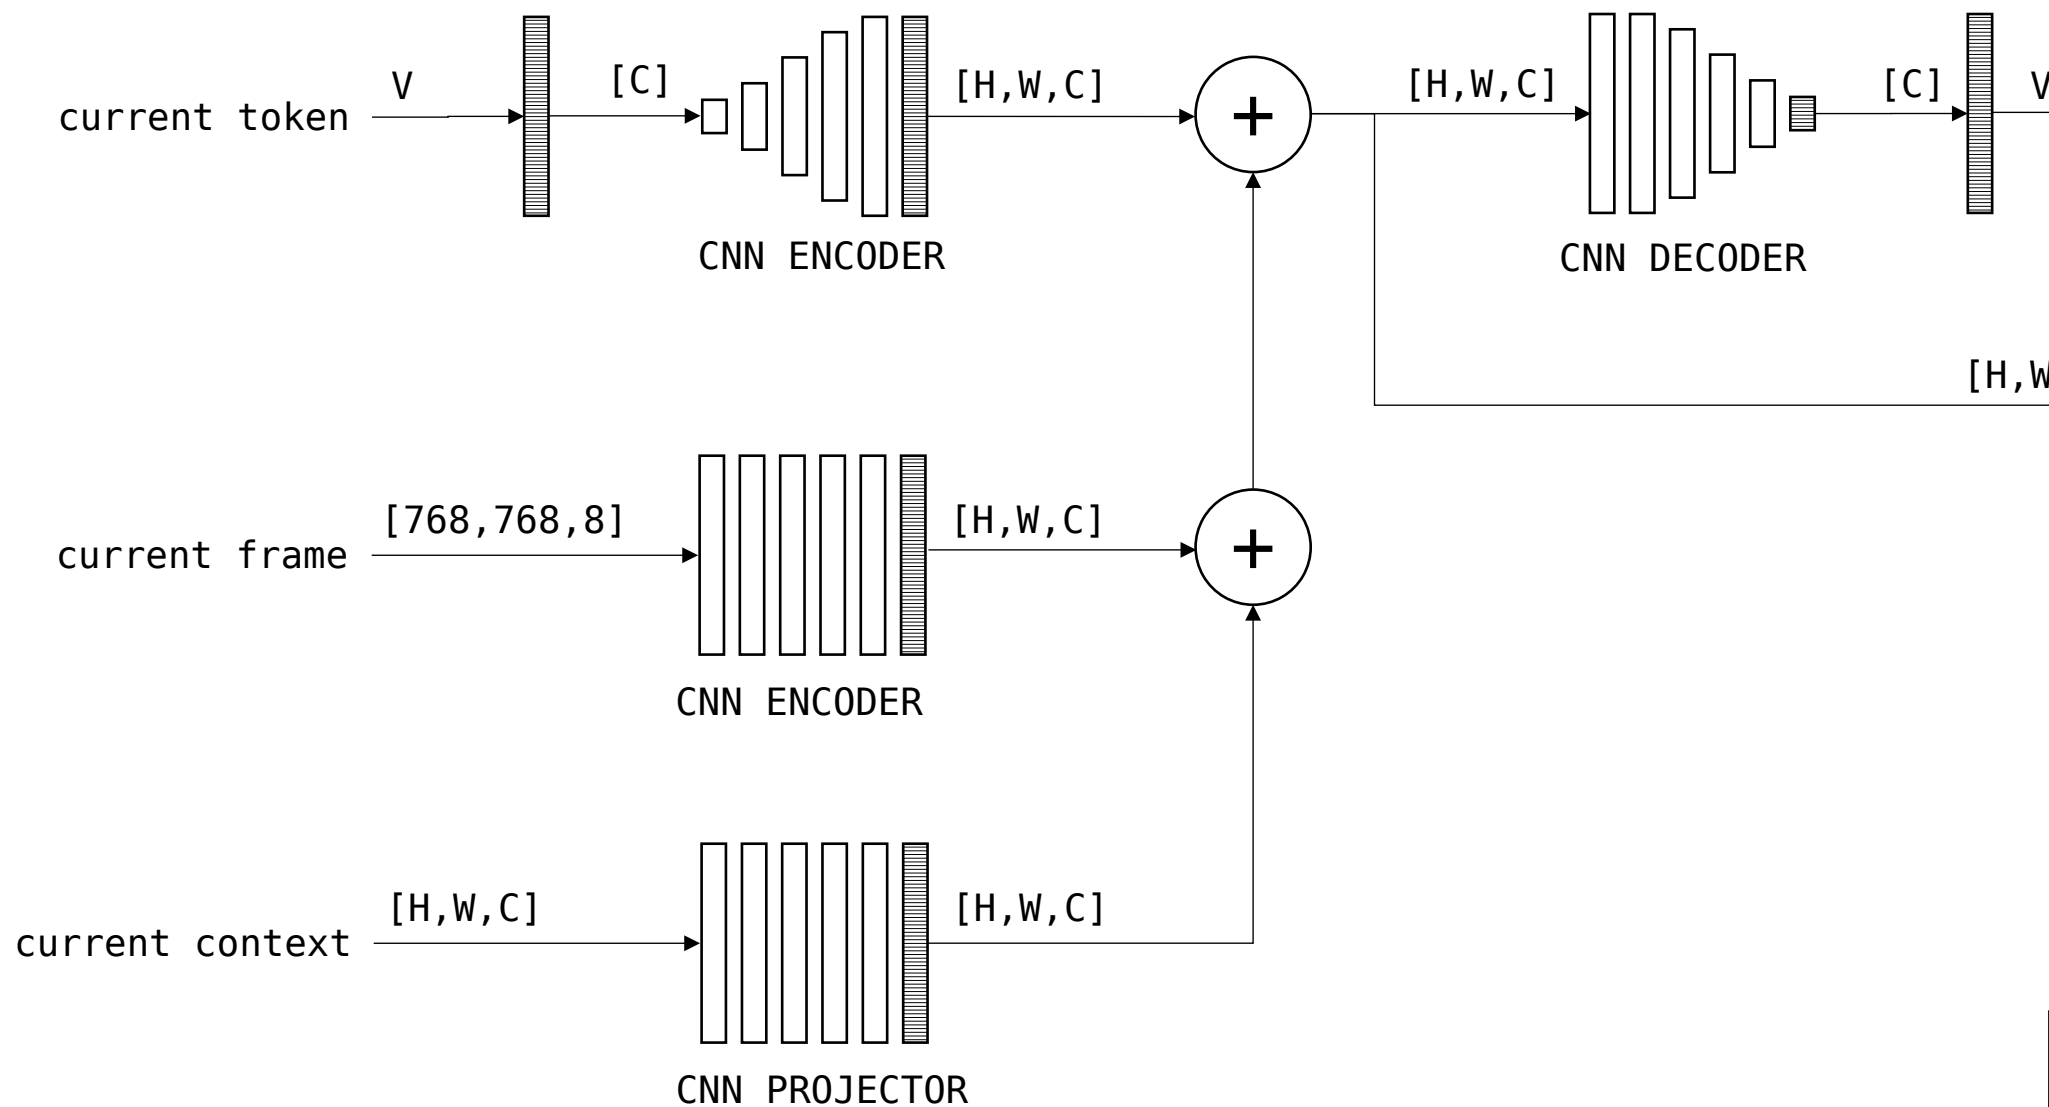 V
[C]
[H,W,C]
[H,W,C]
[C]
V
current token
+
CNN ENCODER
CNN DECODER
[H,W
[768,768,8]
[H,W,C]
current frame
+
CNN ENCODER
[H,W,C]
[H,W,C]
current context
CNN PROJECTOR